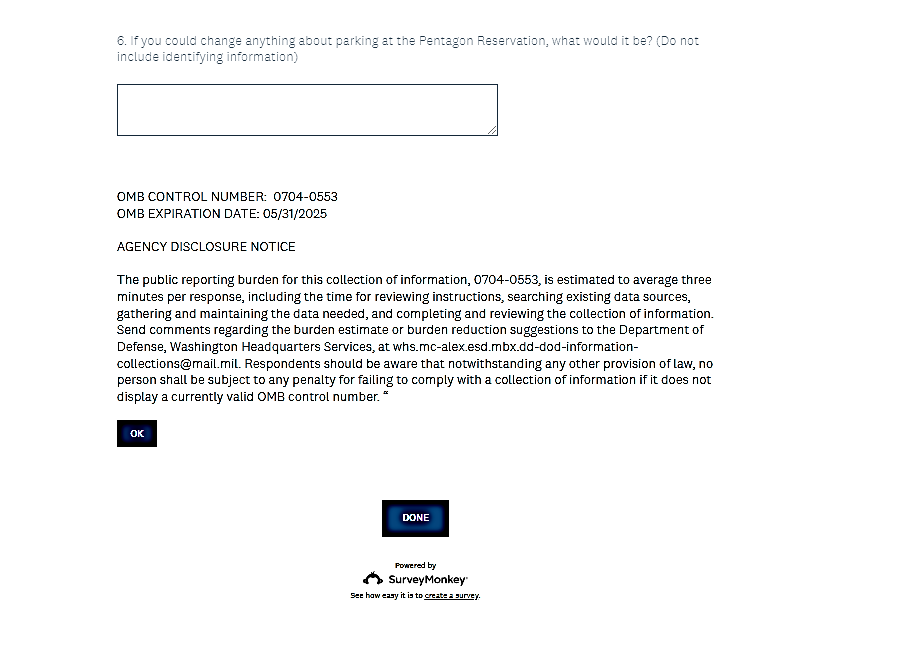 6. If you could change anything about parking at the Pentagon Reservation, what would it be? (Do not
include identifying information)
OMB CONTROL NUMBER: 0704-0553
OMB EXPIRATION DATE: 05/31/2025
AGENCY DISCLOSURE NOTICE
The public reporting burden for this collection of information, 0704-0553, is estimated to average three
minutes per response, including the time for reviewing instructions, searching existing data sources,
gathering and maintaining the data needed, and completing and reviewing the collection of information.
Send comments regarding the burden estimate or burden reduction suggestions to the Department of
Defense, Washington Headquarters Services, at whs.mc-alex.esd.mbx.dd-dod-information-
collections@mail.mil. Respondents should be aware that notwithstanding any other provision of law, no
person shall be subject to any penalty for failing to comply with a collection of information if it does not
display a currently valid OMB control number. “
OK
DONE
Powered by
SurveyMonkey®
See how easy it is to create a survey.